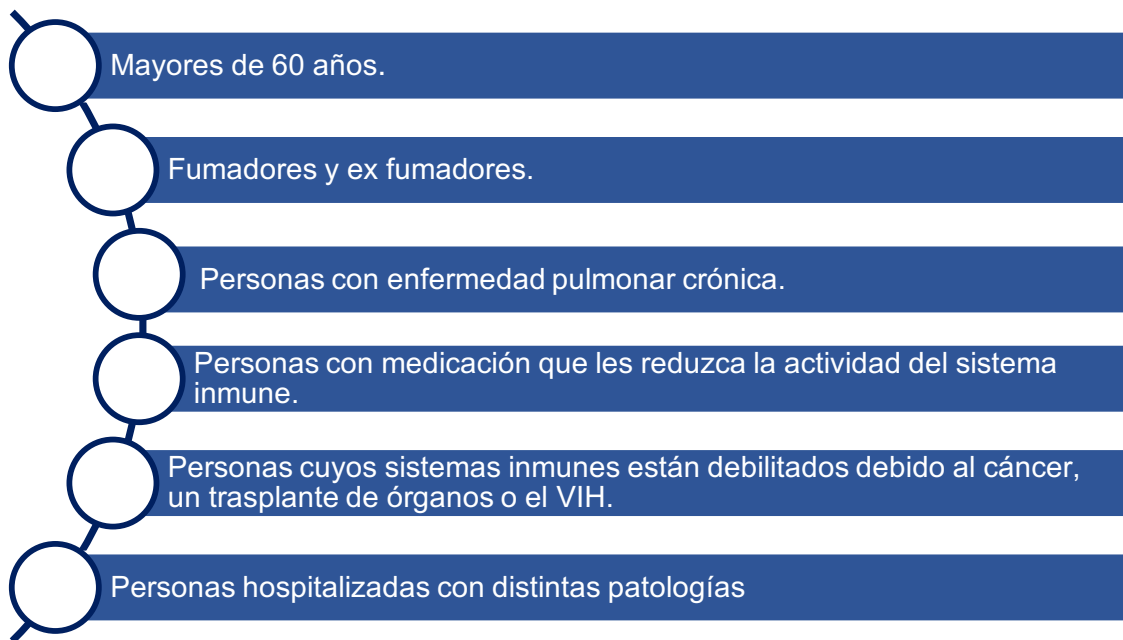 Mayores de 60 años.
Fumadores y ex fumadores.
Personas con enfermedad pulmonar crónica.
Personas con medicación que les reduzca la actividad del sistema
inmune.
Personas cuyos sistemas inmunes están debilitados debido al cáncer,
un trasplante de órganos o el VIH.
Personas hospitalizadas con distintas patologías